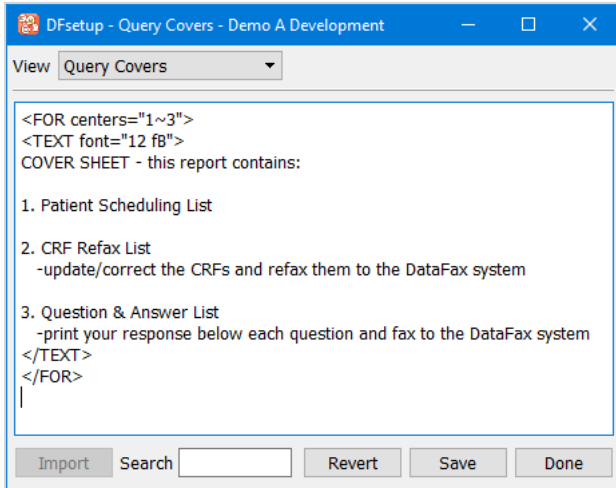 DFsetup - Query Covers - Demo A Development
View Query Covers
<FOR centers="1~3">
<TEXT font="12 fB">
COVER SHEET - this report contains:
1. Patient Scheduling List
2. CRF Refax List
-update/correct the CRFs and refax them to the DataFax system
3. Question & Answer List
-print your response below each question and fax to the DataFax system
</TEXT>
</FOR>
Import Search Revert Save Done